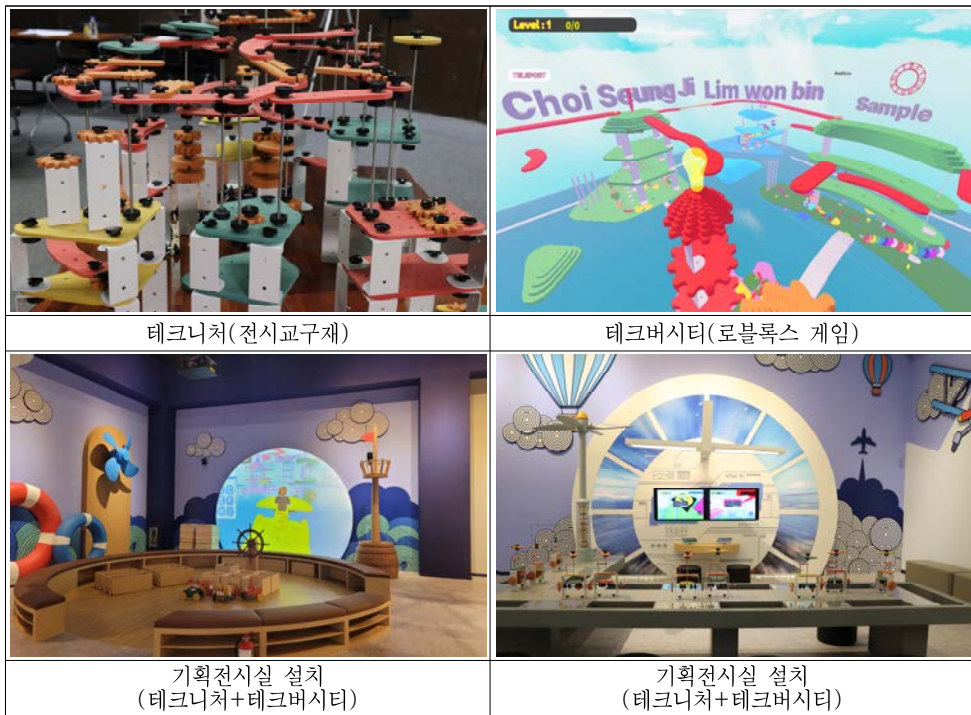 Level : 1 0/0
TELEPORT
Choi Seung Ji Lim won bin
Sample
테크니처(전시교구재)
테크버시티(로블록스 게임)
기획전시실 설치
(테크니처+테크버시티)
기획전시실 설치
(테크니처+테크버시티)